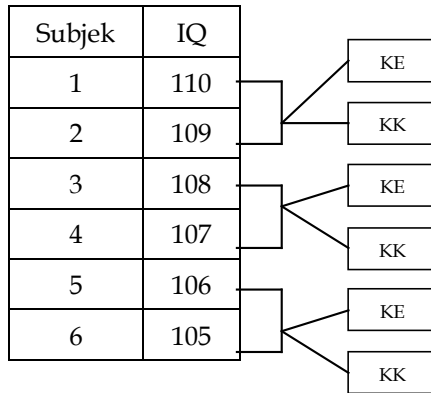 Subjek IQ
1 110
2 109
3 108
4 107
5 106
6 105
KE
KK
KE
KK
KE
KK